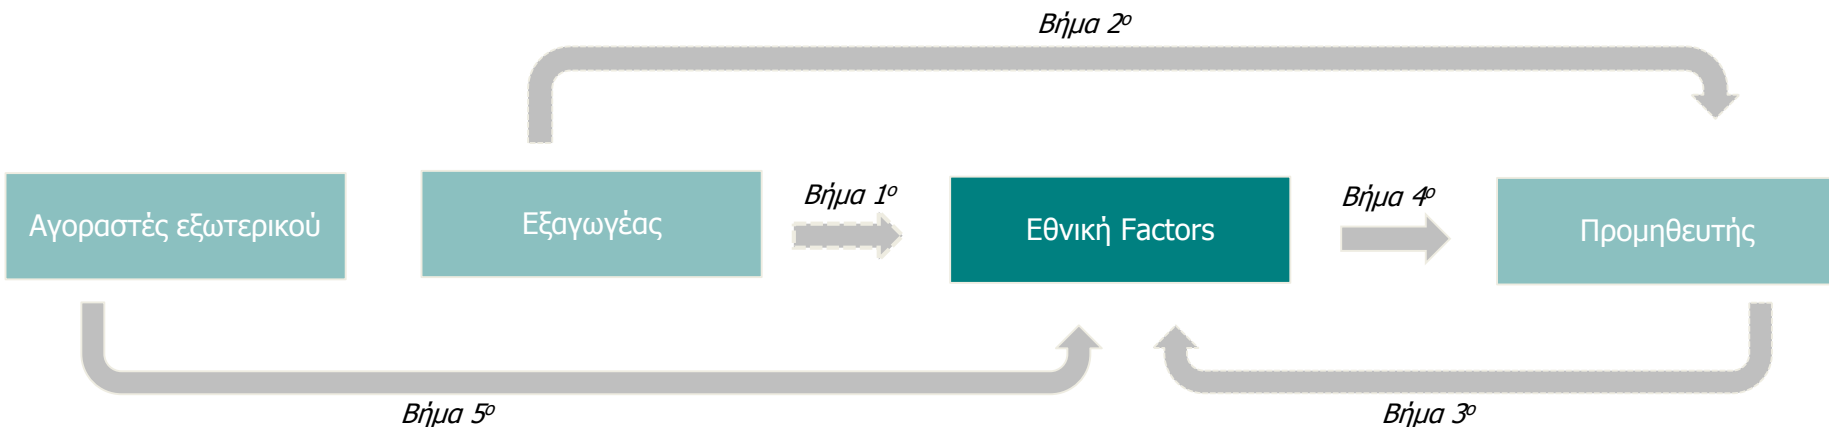 Βήμα 2ο
Αγοραστές εξωτερικού
Εξαγωγέας
Βήμα 1ο
Εθνική Factors
Βήμα 4ο
Προμηθευτής
Βήμα 5ο
Βήμα 3ο